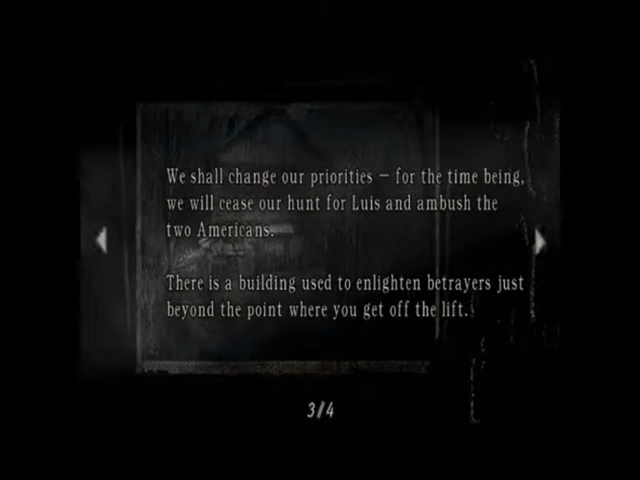 We shall change our priorities – for the time being,
we will cease our hunt for Luis and ambush the
two Americans.
There is a building used to enlighten betrayers just
beyond the point where you get off the lift.
3/4